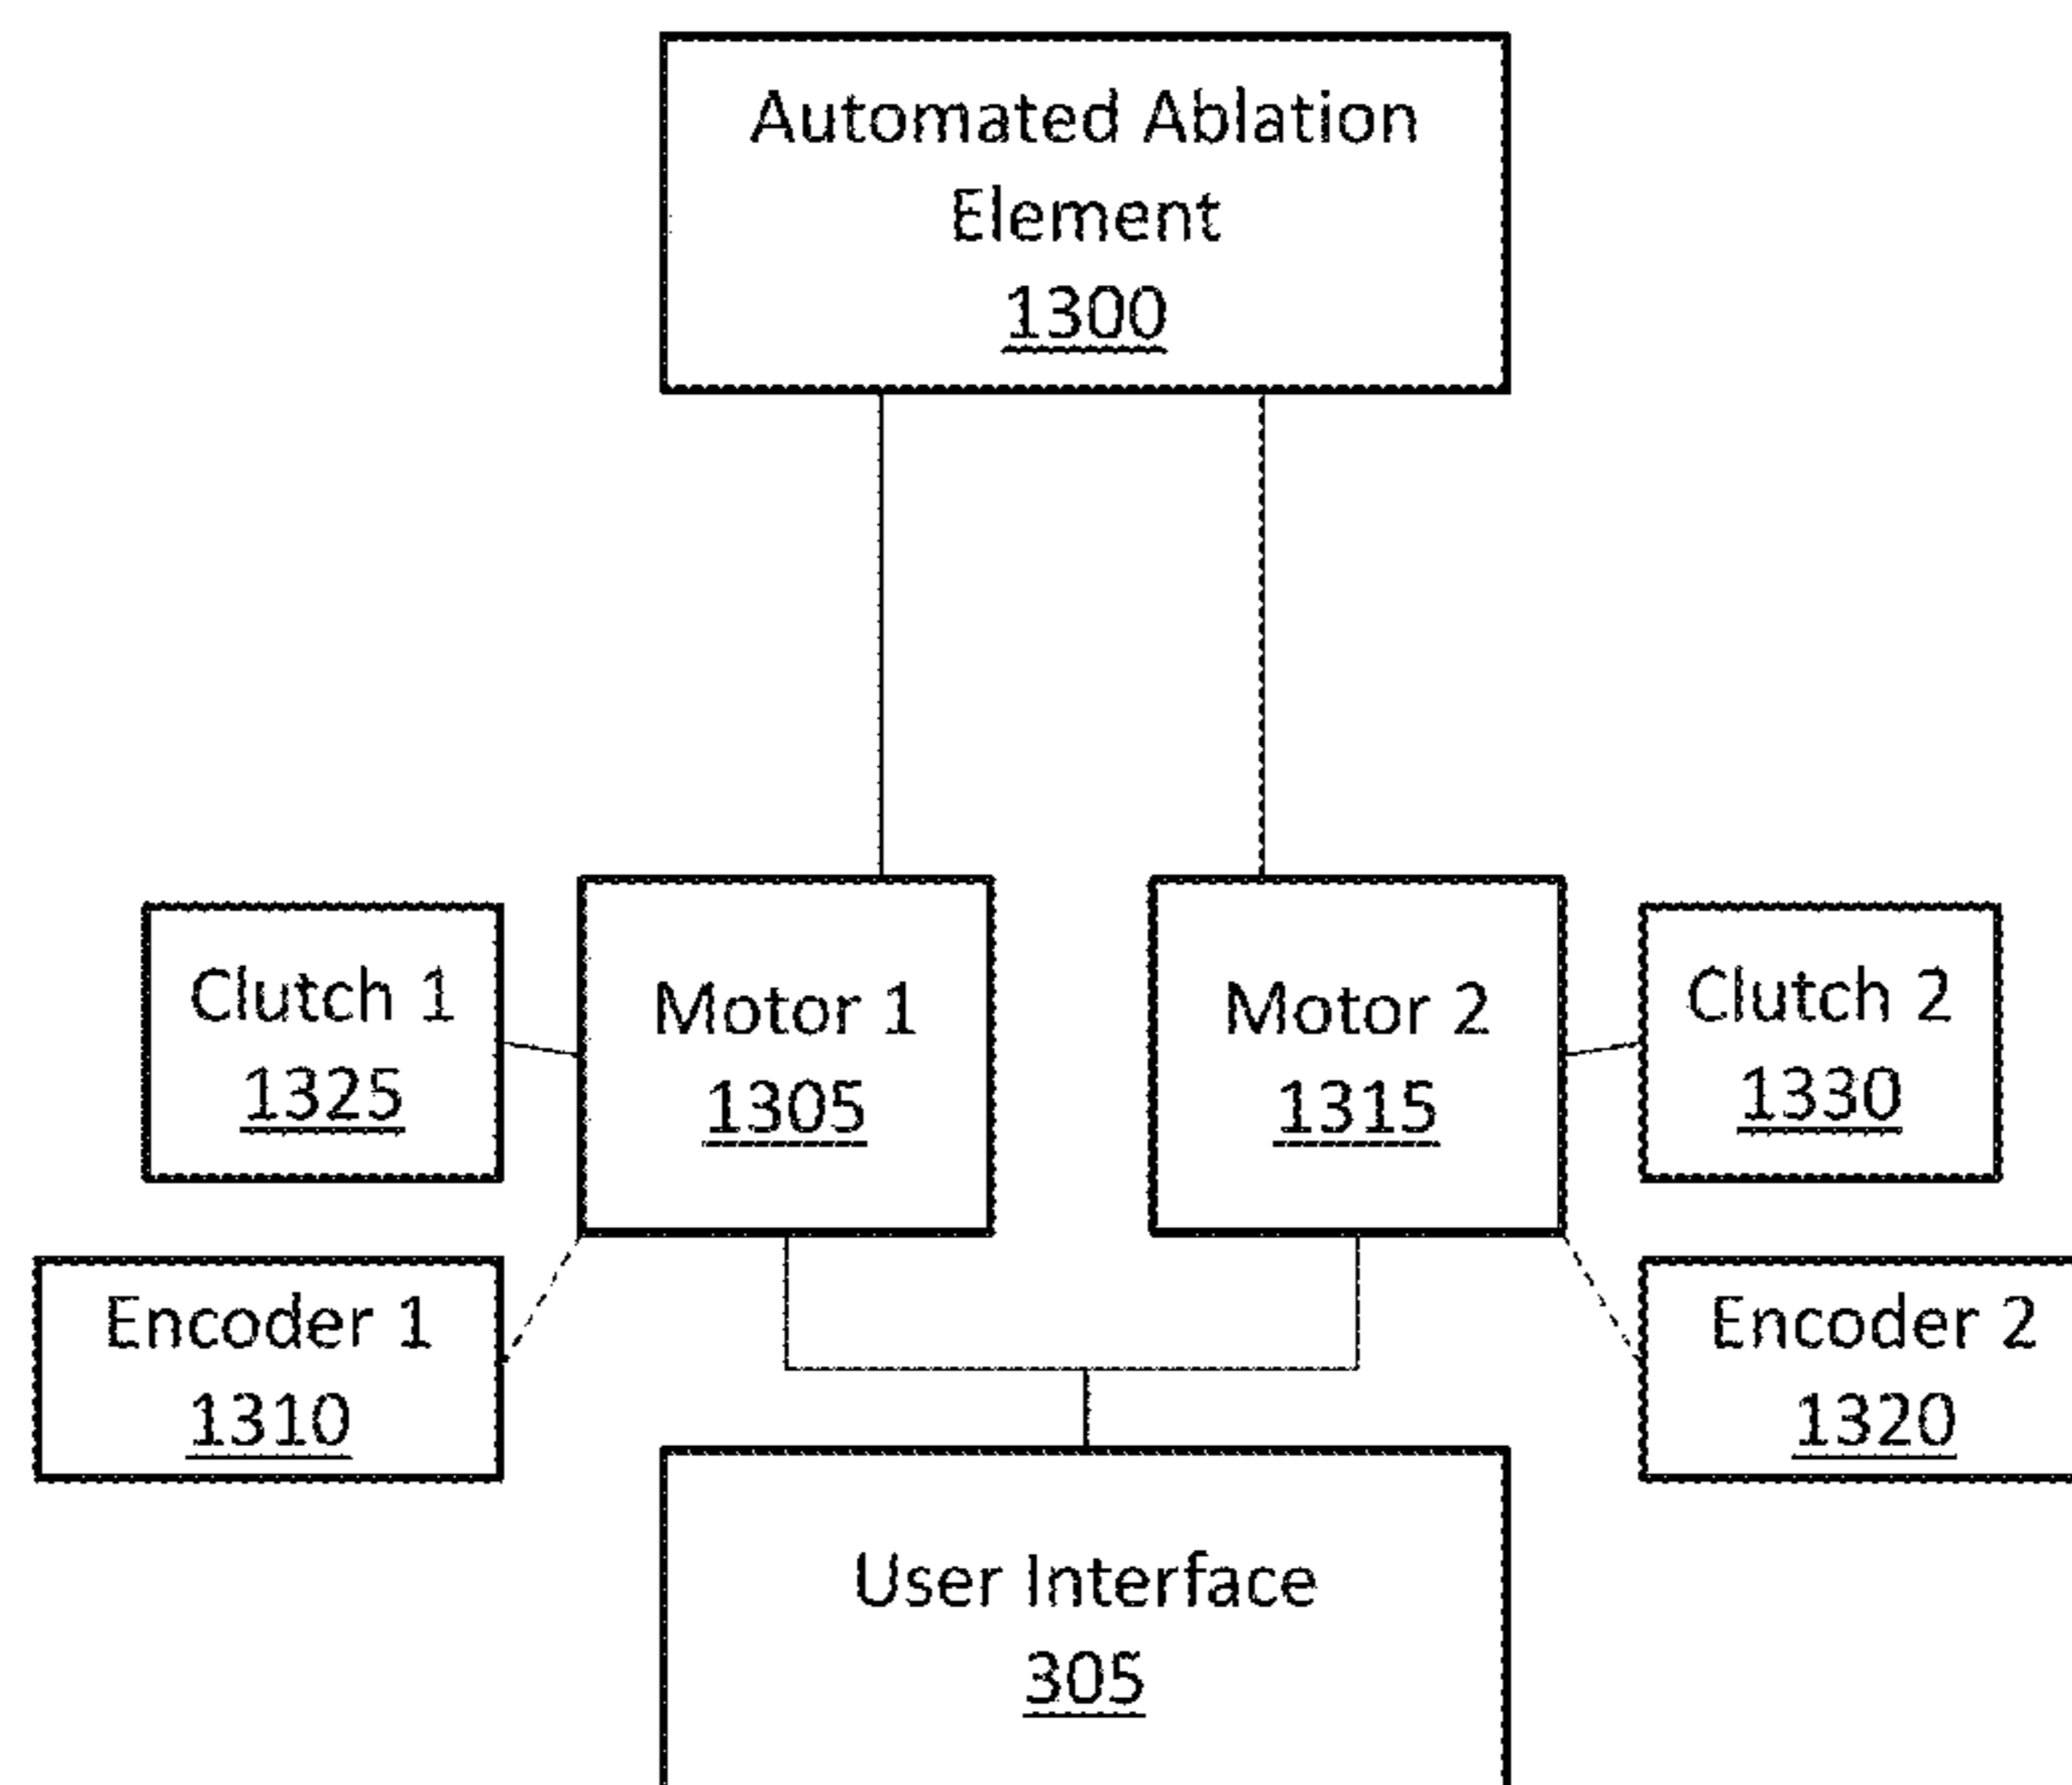 Automated Ablation
Element
1300
Clutch 1
1325
Motor 1
1305
Motor 2
1315
Clutch 2
1330
Encoder 1
1310
Encoder 2
1320
User Interface
305